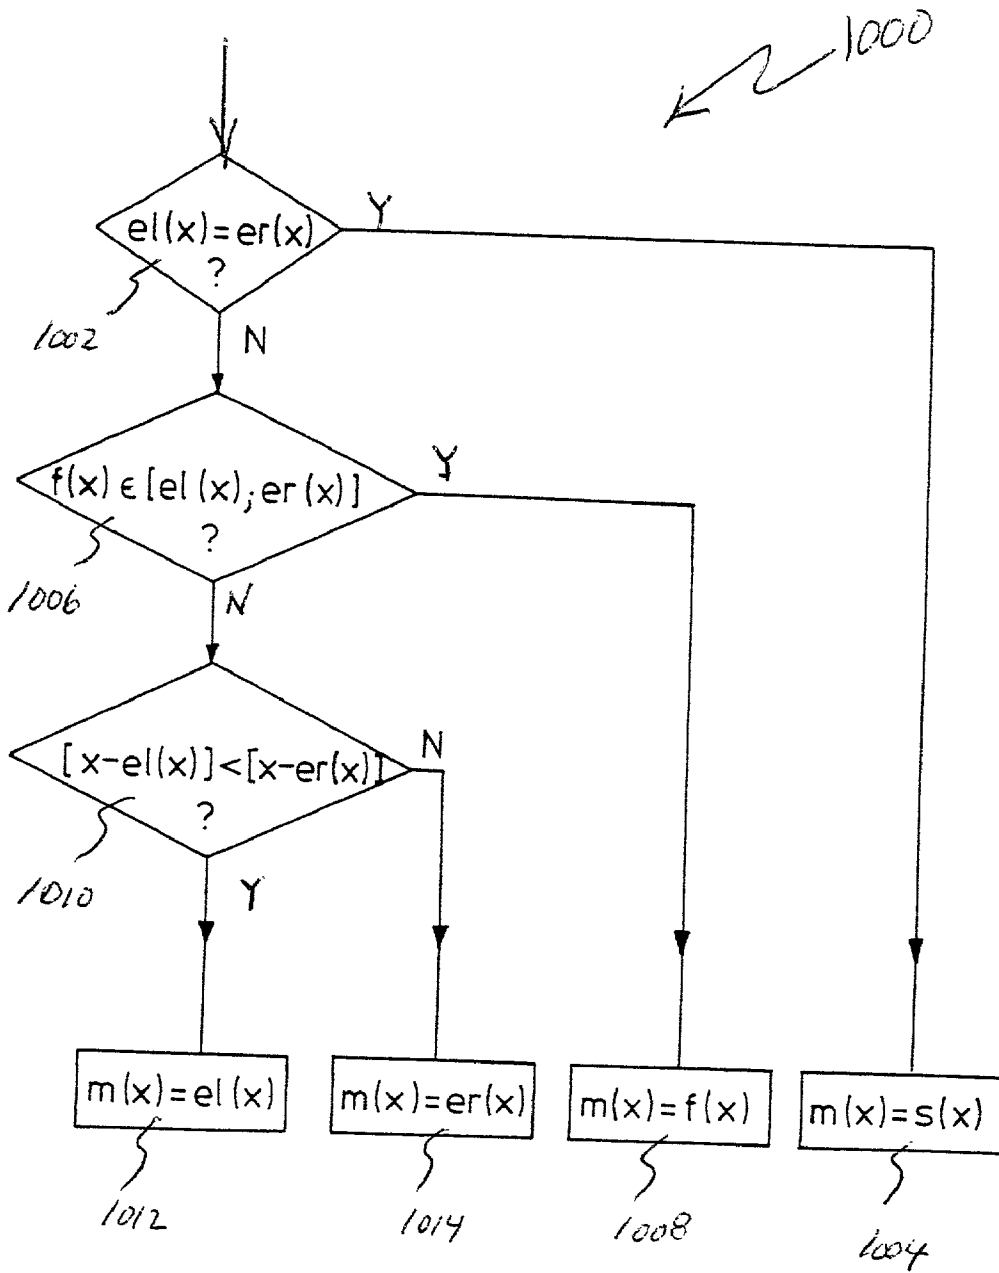 1000
el(x)=er(x)
?
Y
1002
N
f(x)ϵ[el(x);er(x)]
?
Y
1006
N
[x-el(x)]<[x-er(x)]
?
N
1010
Y
m(x)=el(x)
m(x)=er(x)
m(x)=f(x)
m(x)=s(x)
1012
1014
1008
1004